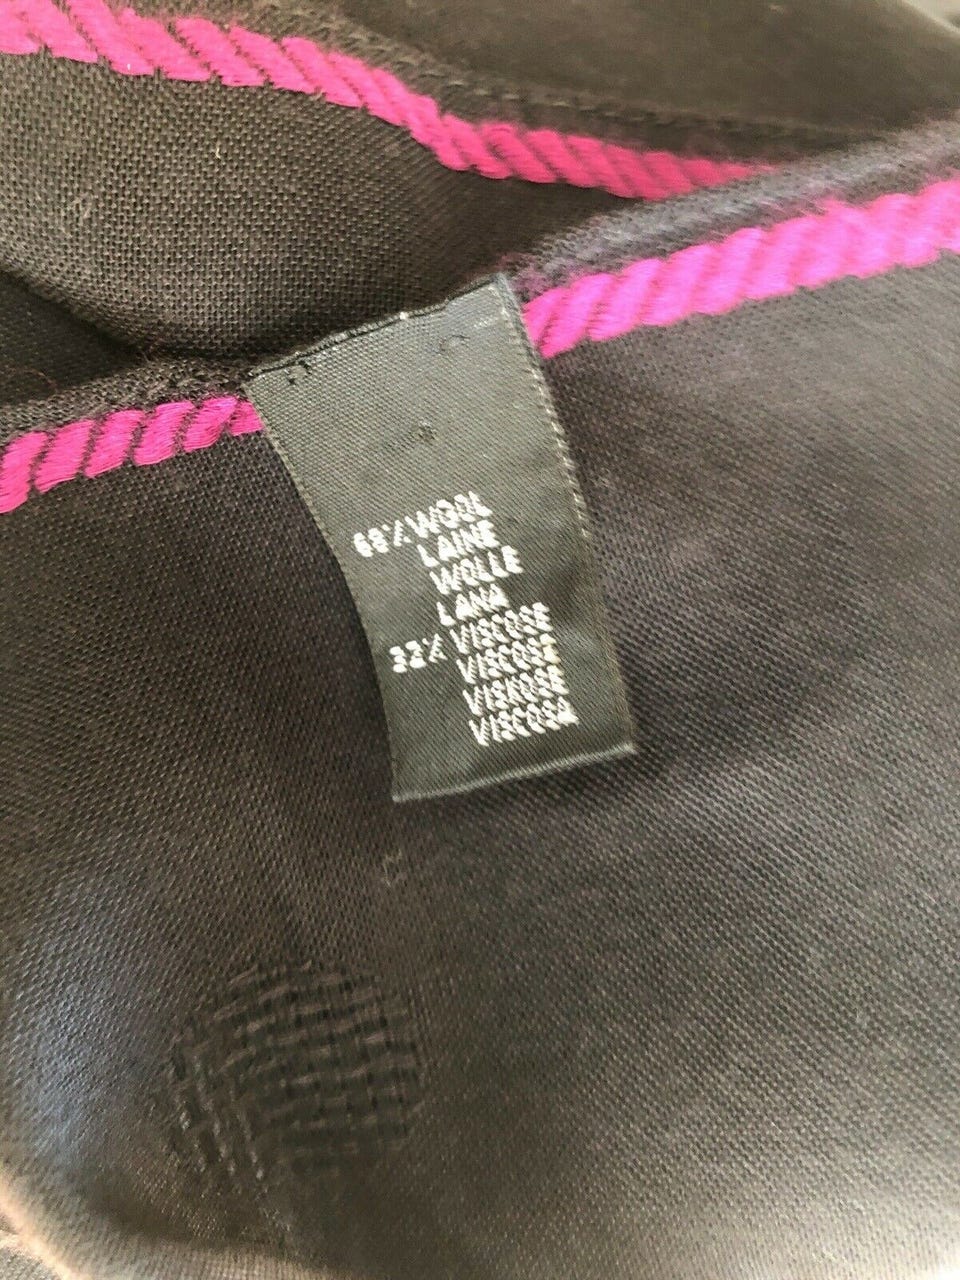 68% WOOL
LAINE
WOLLE
LANA
32% VISCOSE
VISCOSE
VISKOSE
VISCOSA